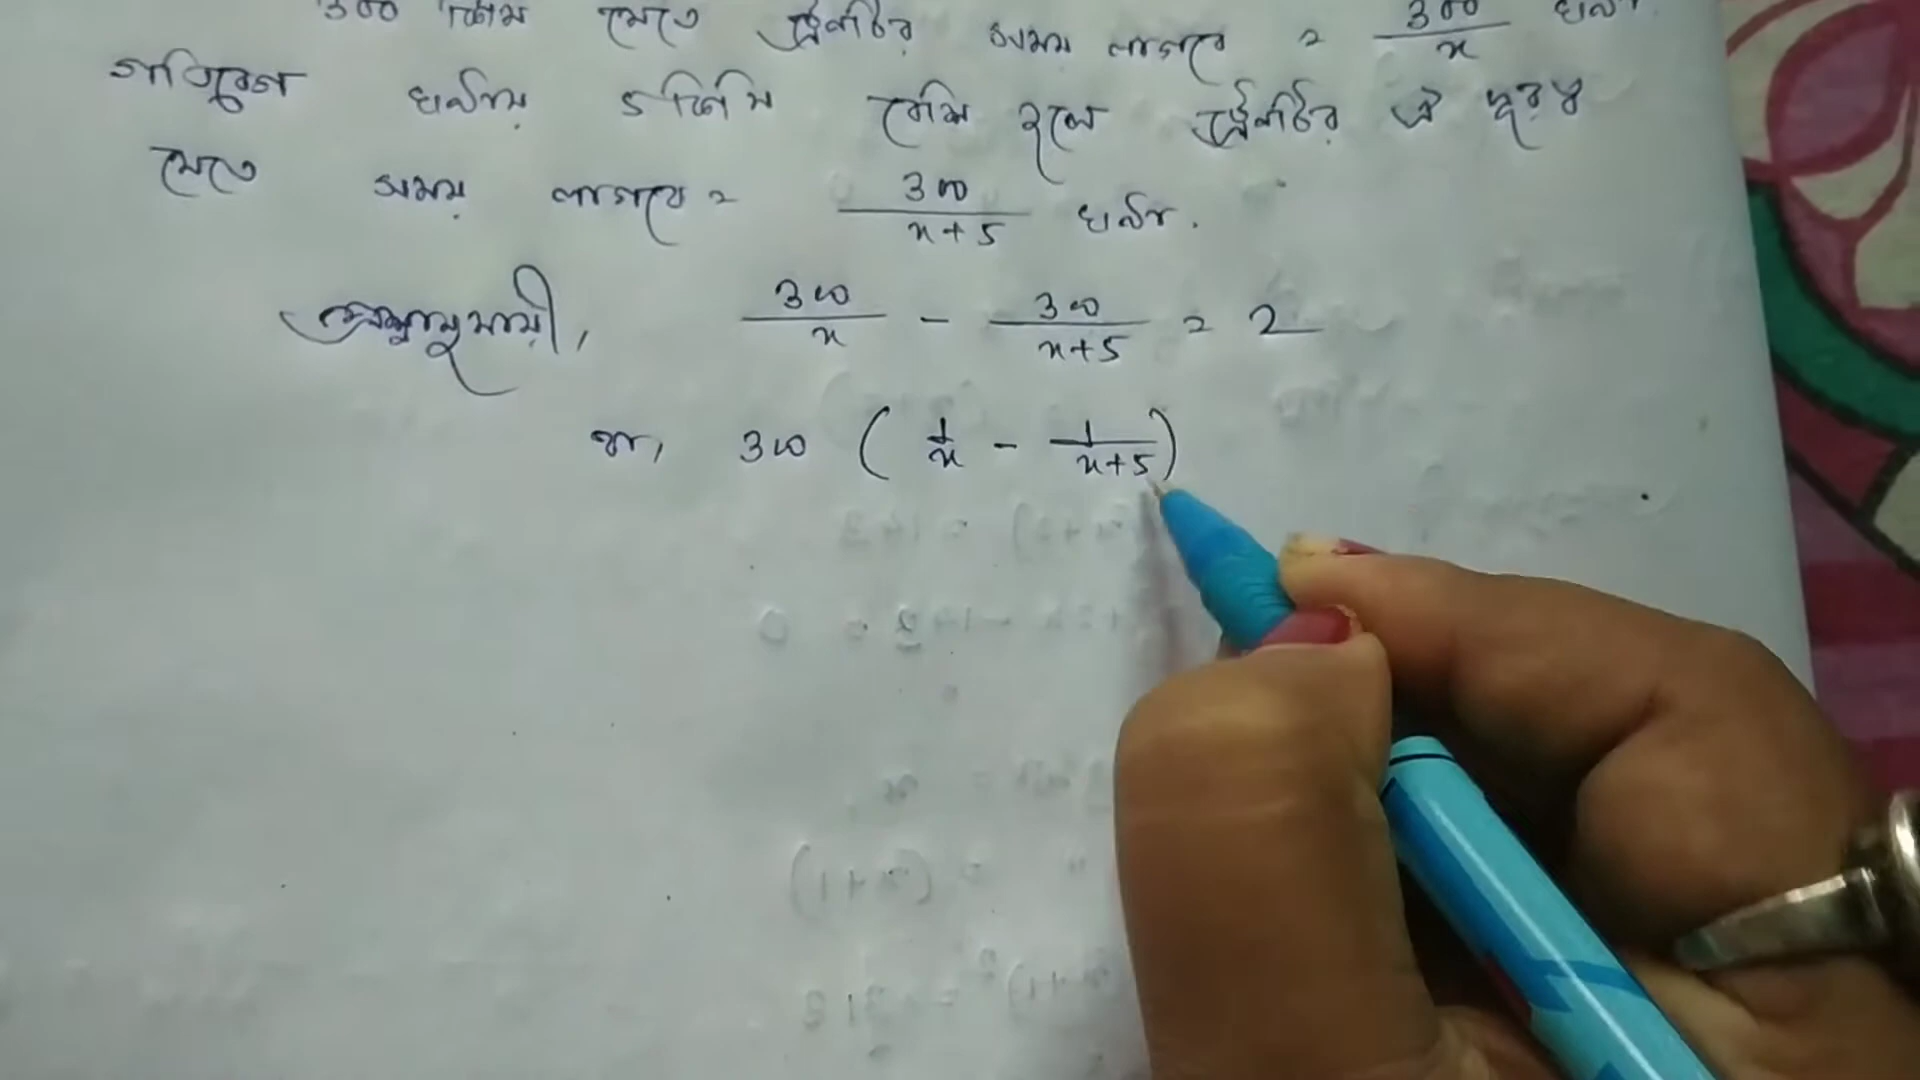 300 কিমি যেতে ট্রেনটির সময় লাগবে = 300/x ঘন্টা
গতিবেগ ঘন্টায় 5 কিমি বেশি হলে ট্রেনটির ঐ দূরত্ব
যেতে সময় লাগবে = 300/x+5 ঘন্টা.
প্রশ্নানুযায়ী, 300/x - 300/x+5 = 2
বা, 300 ( 1/x - 1/x+5 )